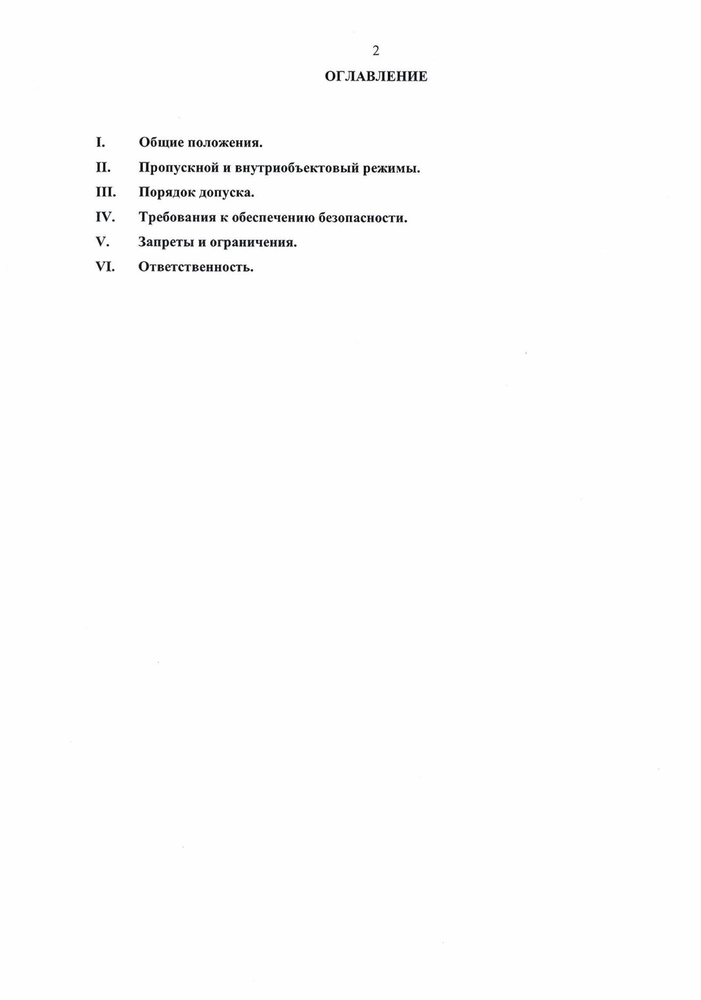 2
ОГЛАВЛЕНИЕ
I. Общие положения.
II. Пропускной и внутриобъектовый режимы.
III. Порядок допуска.
IV. Требования к обеспечению безопасности.
V. Запреты и ограничения.
VI. Ответственность.